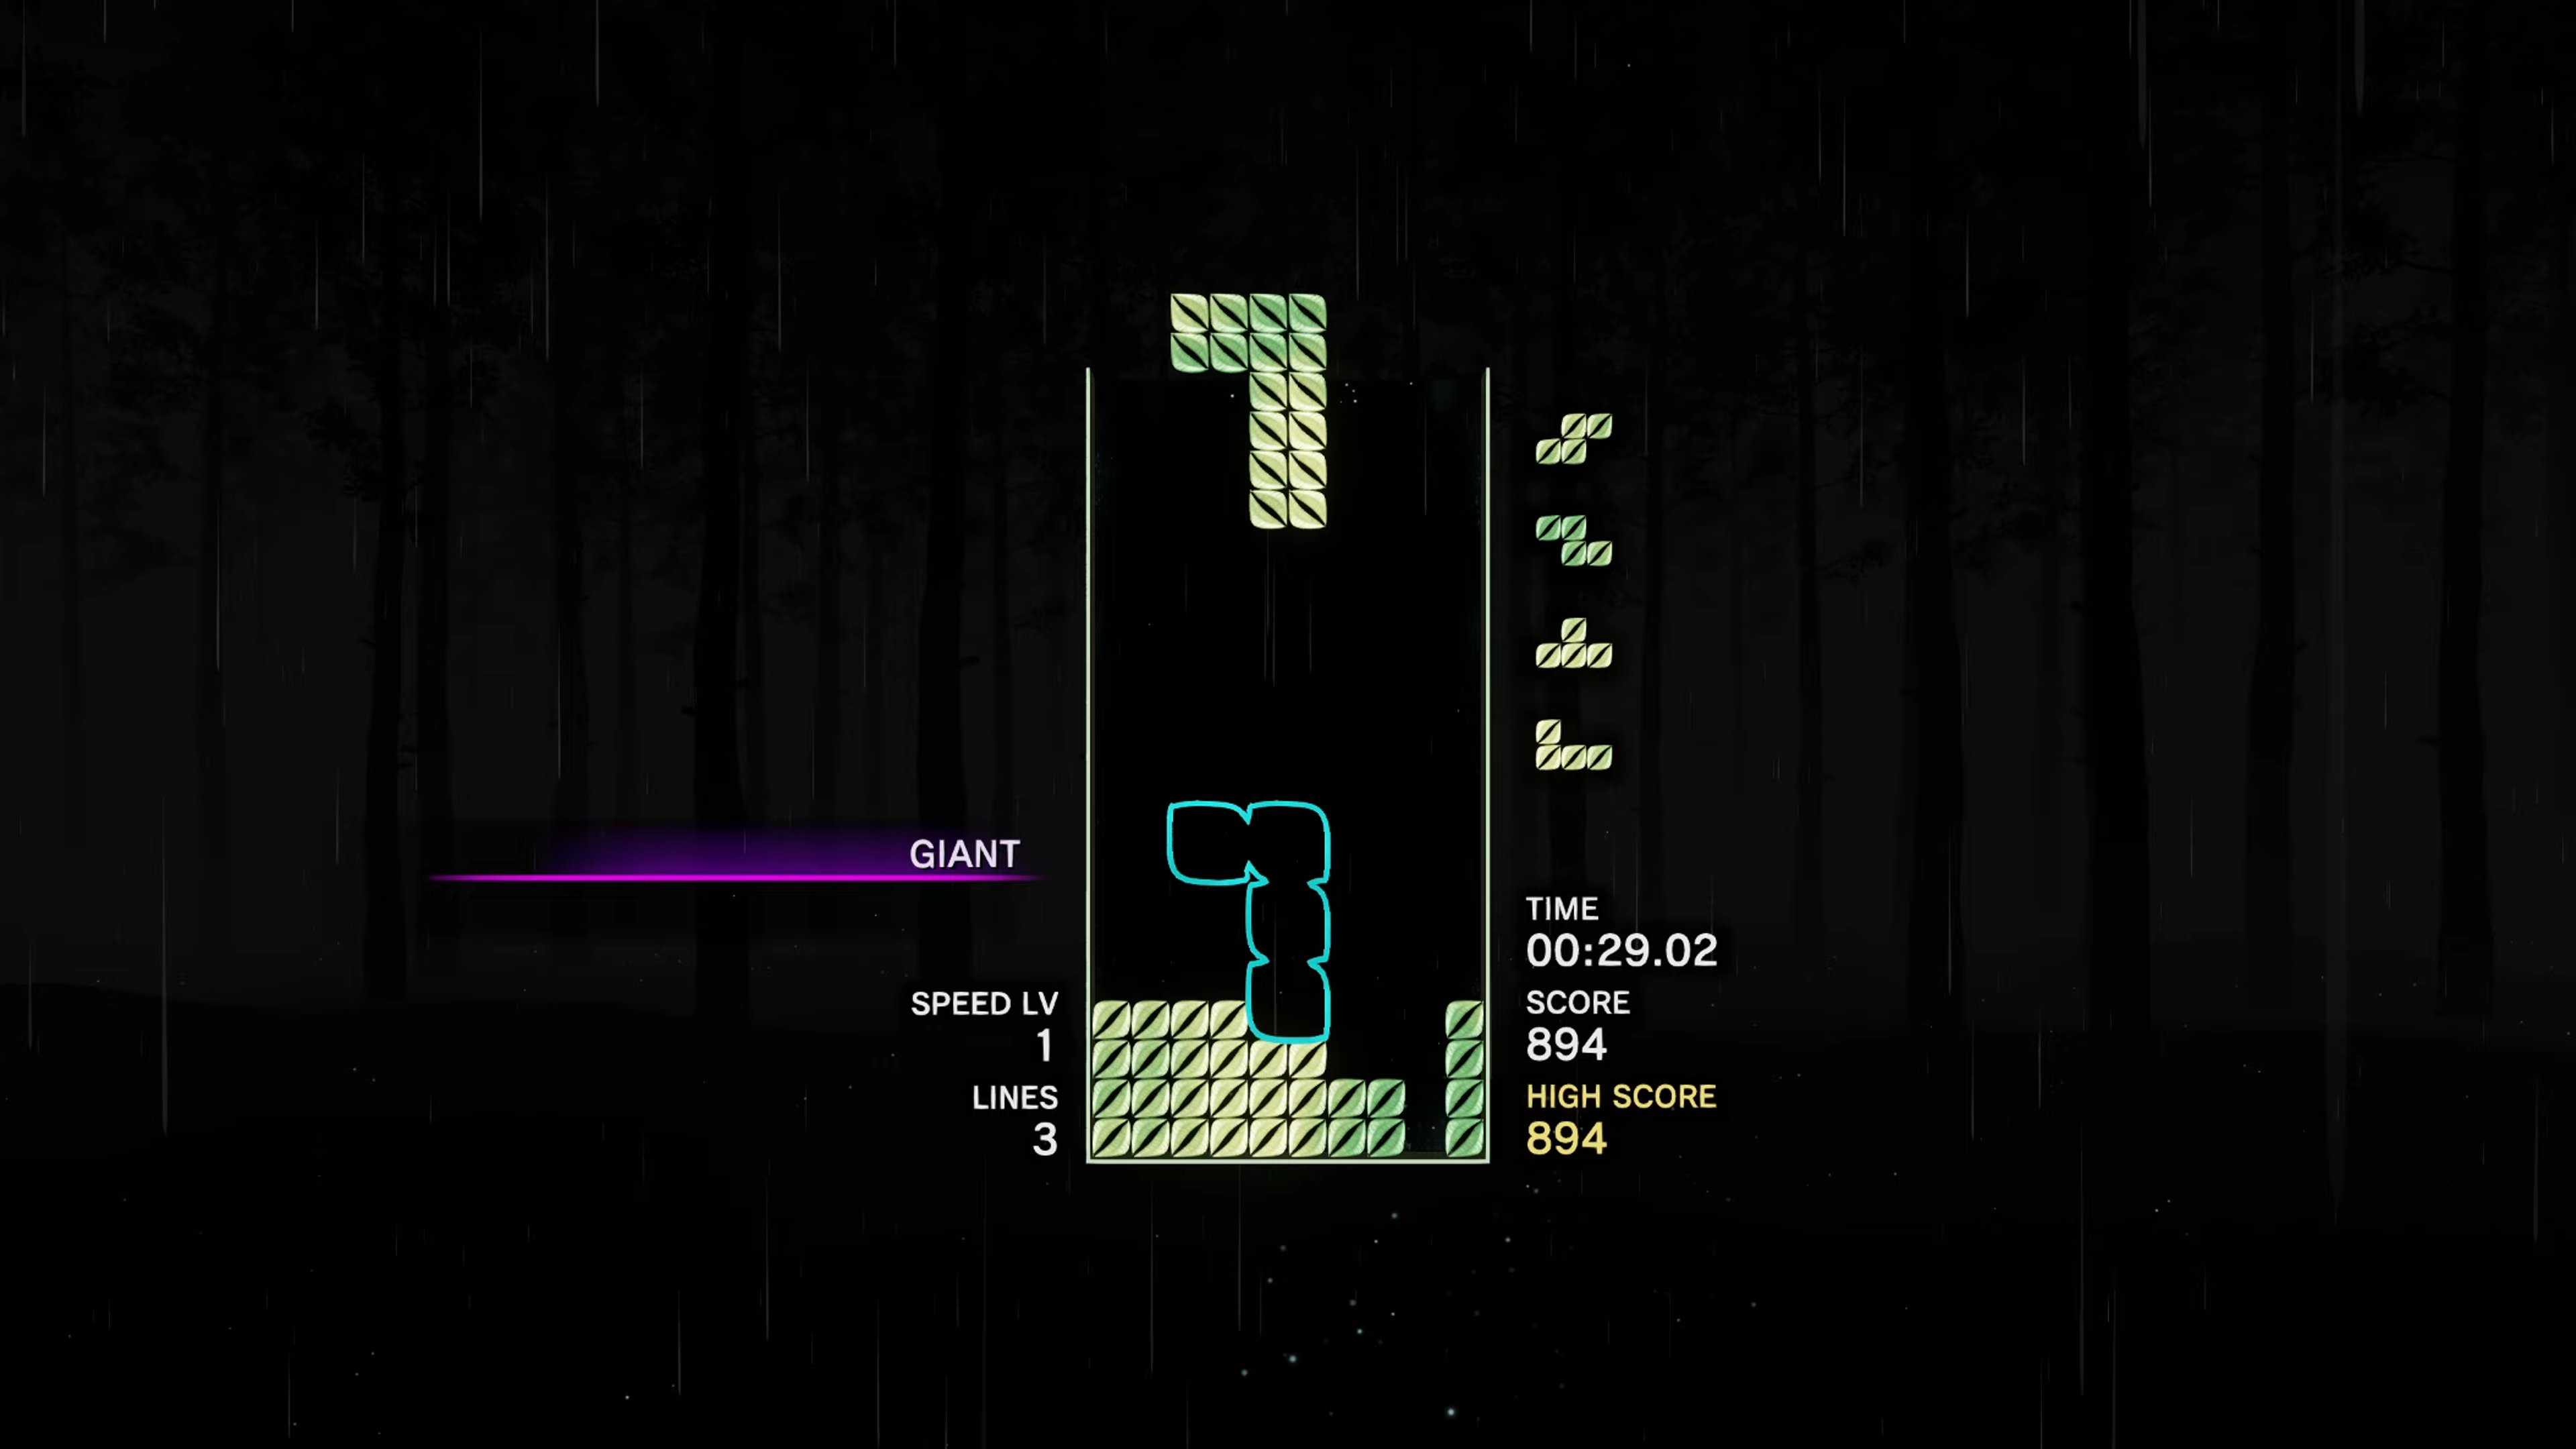 GIANT
SPEED LV
1
LINES
3
TIME
00:29.02
SCORE
894
HIGH SCORE
894